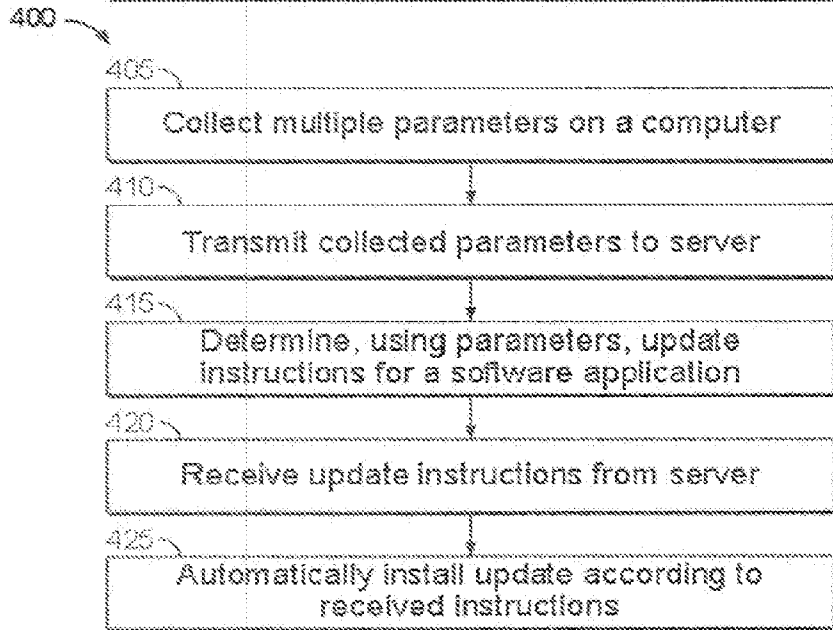 400
405
Collect multiple parameters on a computer
410
Transmit collected parameters to server
415
Determine, using parameters, update
instructions for a software application
420
Receive update instructions from server
425
Automatically install update according to
received instructions